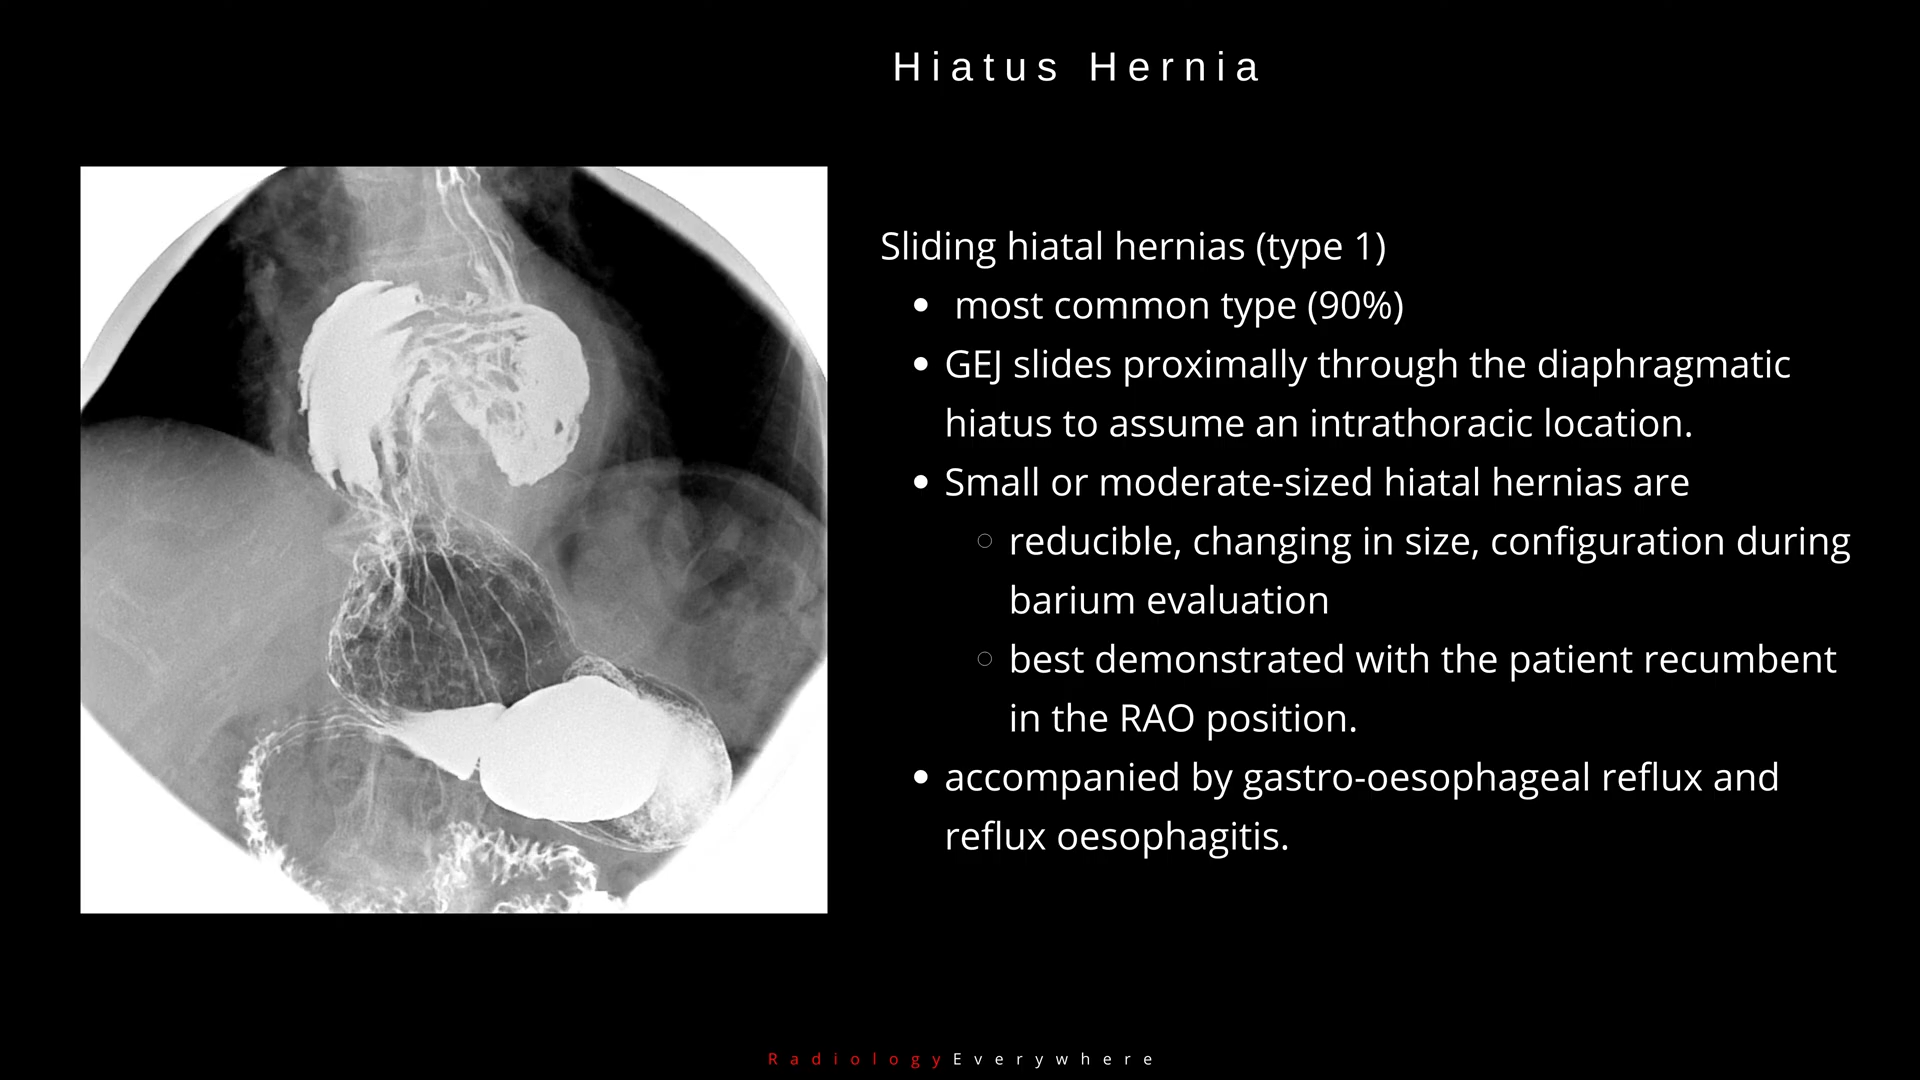 Hiatus Hernia
Sliding hiatal hernias (type 1)
• most common type (90%)
• GEJ slides proximally through the diaphragmatic
hiatus to assume an intrathoracic location.
• Small or moderate-sized hiatal hernias are
○ reducible, changing in size, configuration during
barium evaluation
○ best demonstrated with the patient recumbent
in the RAO position.
• accompanied by gastro-oesophageal reflux and
reflux oesophagitis.
RadiologyEverywhere